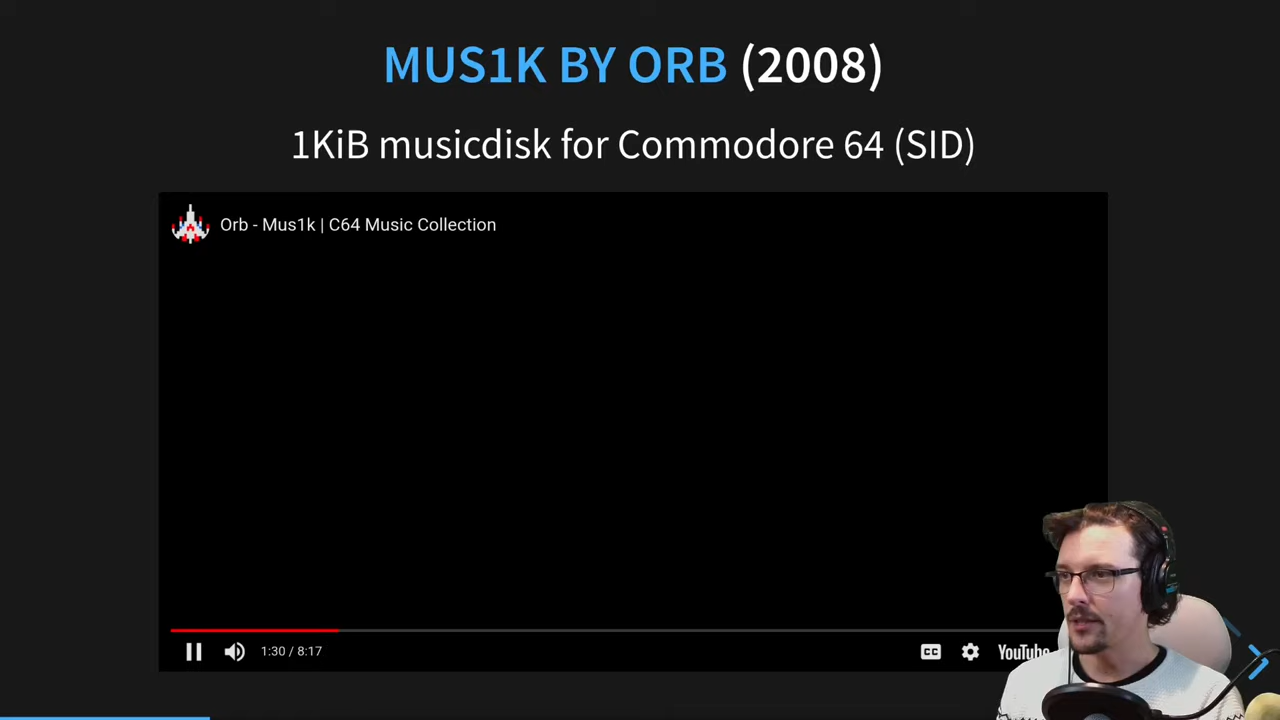 MUS1K BY ORB (2008)
1KiB musicdisk for Commodore 64 (SID)
Orb - Mus1k | C64 Music Collection
1:30 / 8:17
CC
YouTube